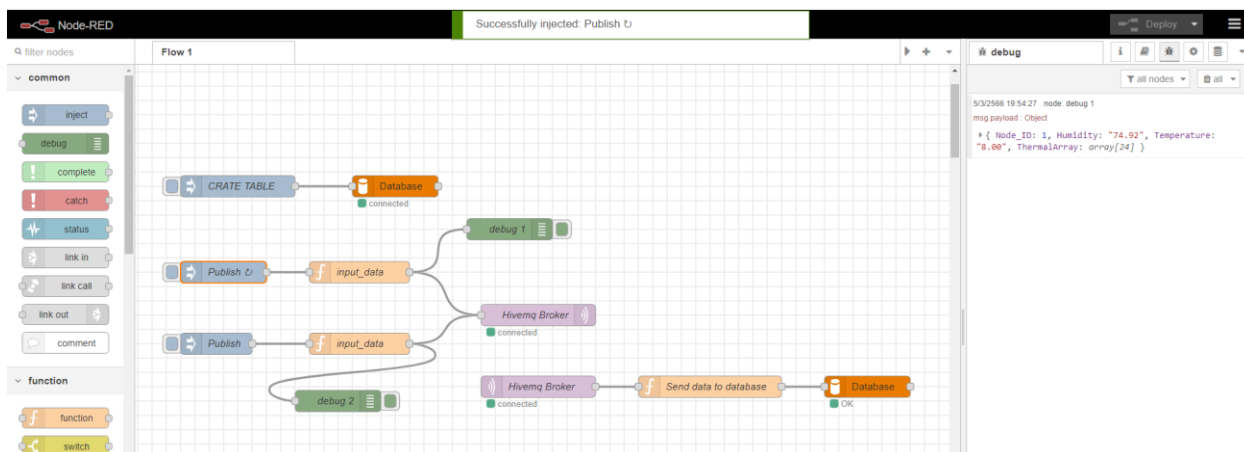 Node-RED
Successfully injected: Publish ↻
Deploy
filter nodes
Flow 1
debug
i
common
all nodes
all
inject
debug
complete
catch
status
link in
link call
link out
comment
function
function
switch
CRATE TABLE
Database
connected
debug 1
Publish ↻
input_data
Hivemq Broker
connected
Publish
input_data
debug 2
Hivemq Broker
connected
Send data to database
Database
OK
5/3/2566 19:54:27 node: debug 1
msg.payload : Object
{ Node_ID: 1, Humidity: "74.92", Temperature:
"8.00", ThermalArray: array[24] }